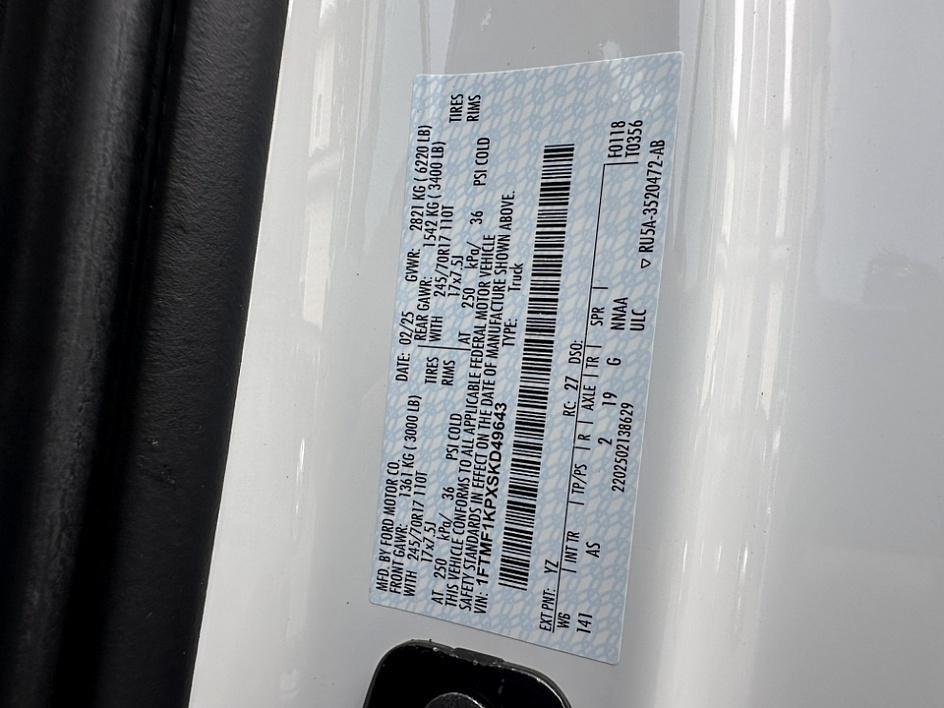 MFD. BY FORD MOTOR CO. DATE: 02/25 GVWR: 2821 KG ( 6220 LB)
FRONT GAWR: 1361 KG ( 3000 LB) REAR GAWR: 1542 KG ( 3400 LB)
WITH 245/70R17 110T TIRES WITH 245/70R17 110T TIRES
17x7.5J RIMS 17x7.5J RIMS
AT 250 kPa/ 36 PSI COLD AT 250 kPa/ 36 PSI COLD
THIS VEHICLE CONFORMS TO ALL APPLICABLE FEDERAL MOTOR VEHICLE
SAFETY STANDARDS IN EFFECT ON THE DATE OF MANUFACTURE SHOWN ABOVE.
VIN: 1FTMF1KPXSKD49643 TYPE: Truck
EXT PNT: YZ RC: 27 DSO: F0118
WB INT TR TP/PS R AXLE TR SPR T0356
141 AS 2 19 G NNAA
2202502138629 ULC ▽ RU5A-3520472-AB